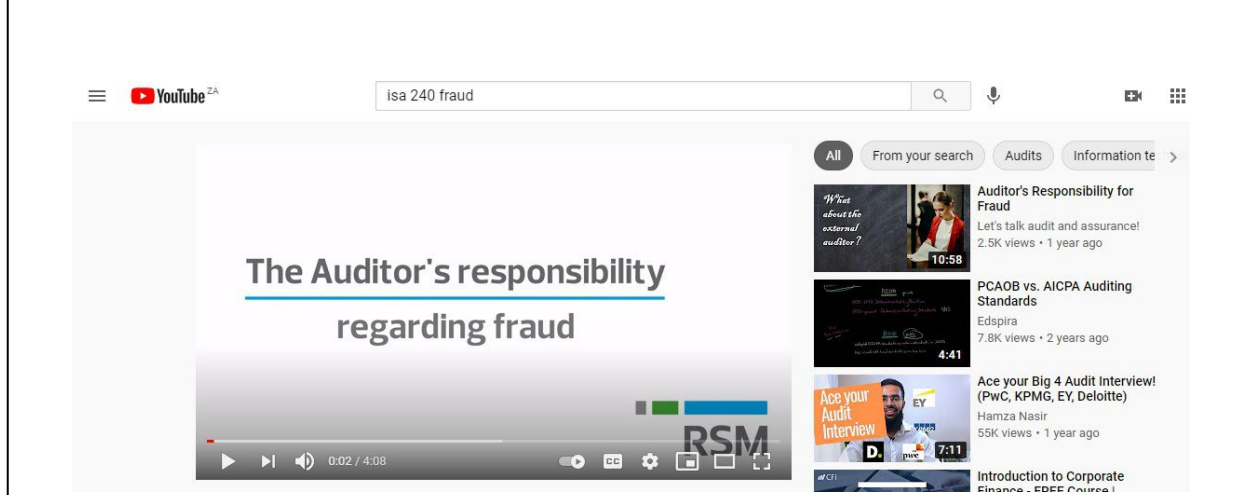 YouTube ZA
isa 240 fraud
The Auditor's responsibility
regarding fraud
RSM
0:02 / 4:08
CC
All
From your search
Audits
Information te
What
about the
external
auditor?
10:58
Auditor's Responsibility for
Fraud
Let's talk audit and assurance!
2.5K views • 1 year ago
4:41
PCAOB vs. AICPA Auditing
Standards
Edspira
7.8K views • 2 years ago
Ace your
Audit
Interview
EY
D.
pwc
7:11
Ace your Big 4 Audit Interview!
(PwC, KPMG, EY, Deloitte)
Hamza Nasir
55K views • 1 year ago
CFI
Introduction to Corporate
Finance - FREE Course |